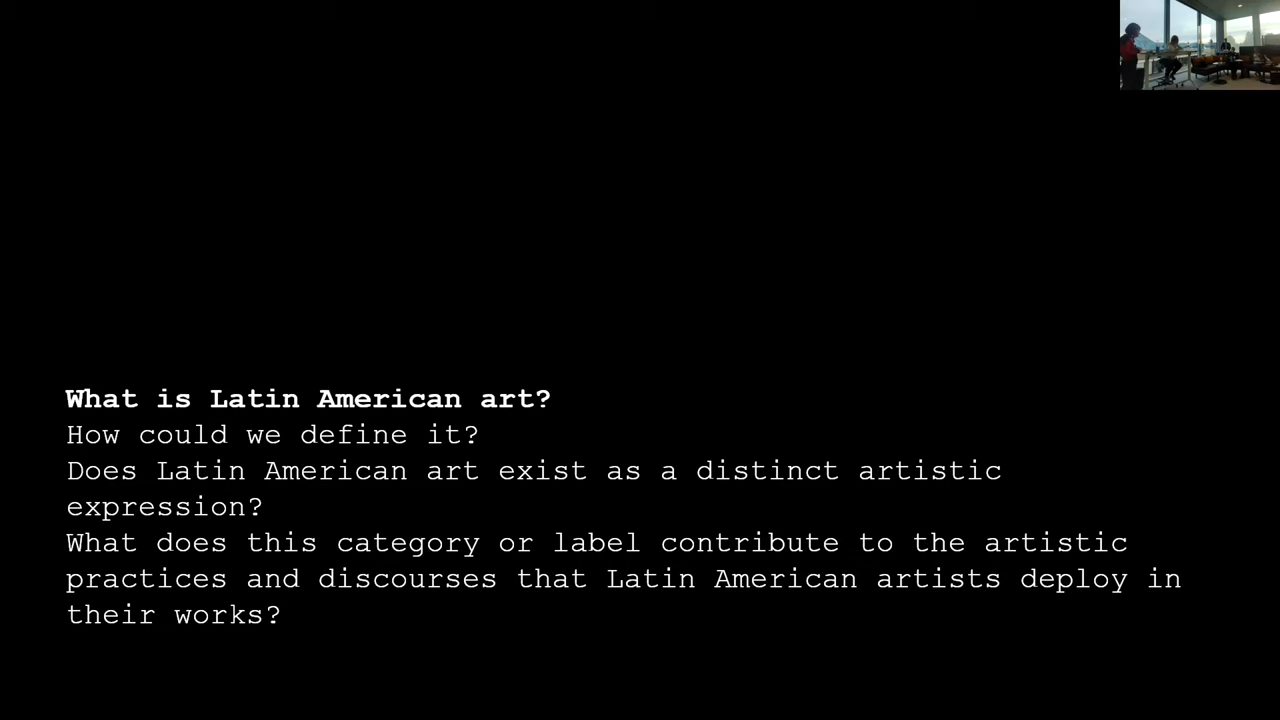 What is Latin American art?
How could we define it?
Does Latin American art exist as a distinct artistic
expression?
What does this category or label contribute to the artistic
practices and discourses that Latin American artists deploy in
their works?